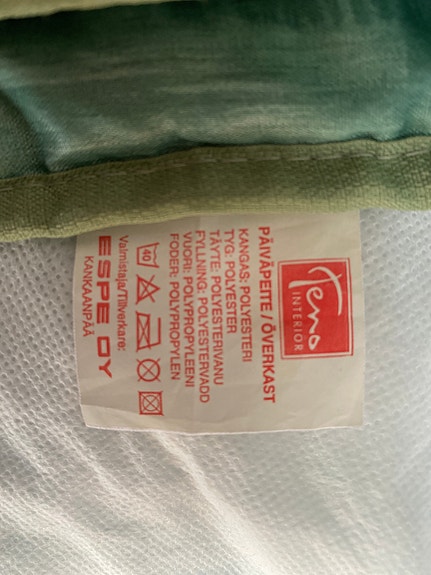 Temo
INTERIOR
PÄIVÄPEITE / ÖVERKAST
KANGAS: POLYESTERI
TYG: POLYESTER
TÄYTE: POLYESTERIVANU
FYLLNING: POLYESTERVADD
VUORI: POLYPROPYLEENI
FODER: POLYPROPYLEN
40
Valmistaja/Tillverkare:
ESPE OY
KANKAANPÄÄ